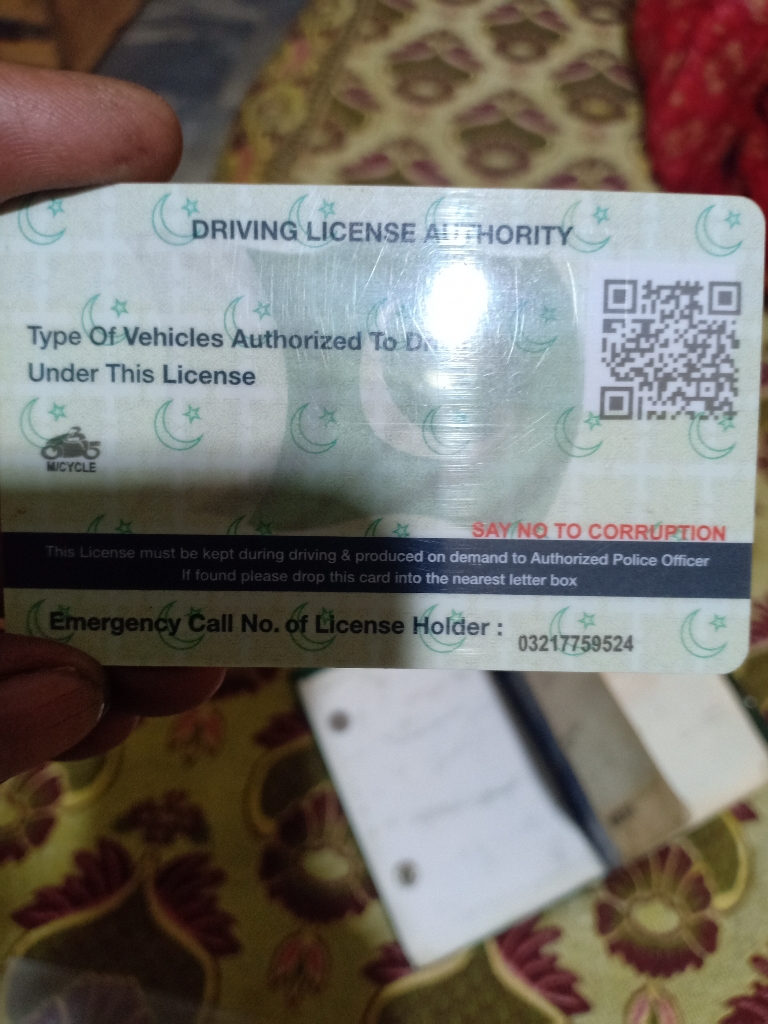 DRIVING LICENSE AUTHORITY
Type Of Vehicles Authorized To
Under This License
M/CYCLE
SAY NO TO CORRUPTION
This License must be kept during driving & produced on demand to Authorized Police Officer
If found please drop this card into the nearest letter box
Emergency Call No. of License Holder :
03217759524